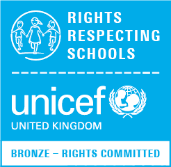 RIGHTS
RESPECTING
SCHOOLS
unicef
UNITED KINGDOM
BRONZE – RIGHTS COMMITTED